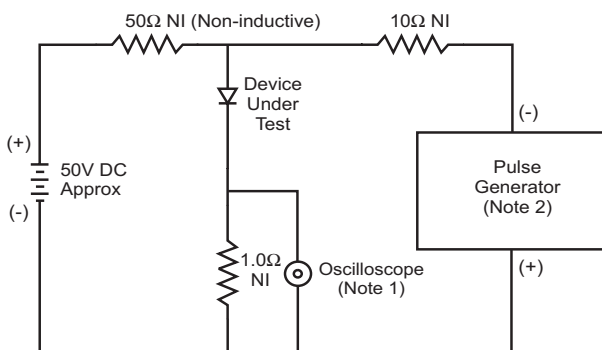 50Ω NI (Non-inductive)
10Ω NI
Device
Under
Test
(-)
(+)
50V DC
Approx
(-)
Pulse
Generator
(Note 2)
1.0Ω
NI
Oscilloscope
(Note 1)
(+)